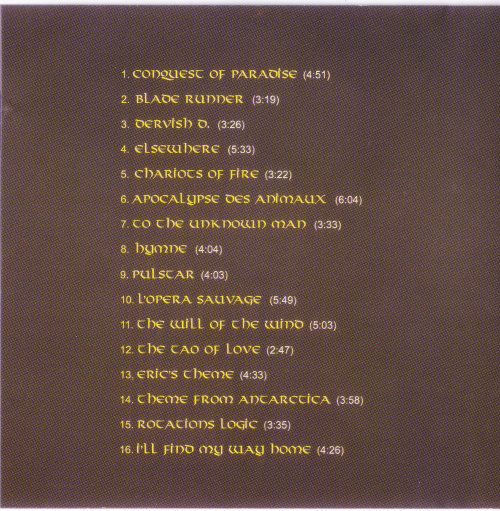 1. CONQUEST OF PARADISE (4:51)
2. BLADE RUNNER (3:19)
3. DERVISH D. (3:26)
4. ELSEWHERE (5:33)
5. CHARIOTS OF FIRE (3:22)
6. APOCALYPSE DES ANIMAUX (6:04)
7. TO THE UNKNOWN MAN (3:33)
8. HYMNE (4:04)
9. PULSTAR (4:03)
10. L'OPERA SAUVAGE (5:49)
11. THE WILL OF THE WIND (5:03)
12. THE TAO OF LOVE (2:47)
13. ERIC'S THEME (4:33)
14. THEME FROM ANTARCTICA (3:58)
15. ROTATIONS LOGIC (3:35)
16. I'LL FIND MY WAY HOME (4:26)